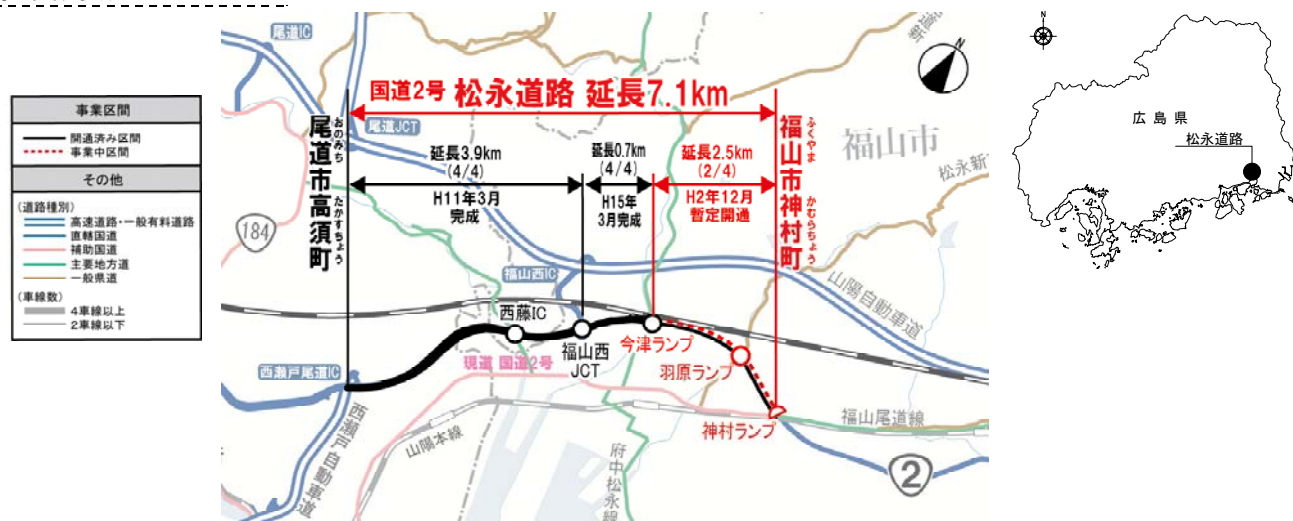 事業区間
開通済み区間
事業中区間
その他
(道路種別)
高速道路・一般有料道路
直轄国道
補助国道
主要地方道
一般県道
(車線数)
4車線以上
2車線以下
尾道IC
国道2号 松永道路 延長7.1km
尾道市高須町
おのみち
たかすちょう
尾道JCT
延長3.9km
(4/4)
H11年3月
完成
延長0.7km
(4/4)
H15年
3月完成
延長2.5km
(2/4)
H2年12月
暫定開通
福山市神村町
ふくやま
かむらちょう
福山市
松永新
道新
184
福山西IC
山陽自動車道
西藤IC
福山西
JCT
今津ランプ
羽原ランプ
神村ランプ
現道 国道2号
西瀬戸尾道IC
西瀬戸自動車道
山陽本線
府中松永線
福山尾道線
2
N
N
広島県
松永道路